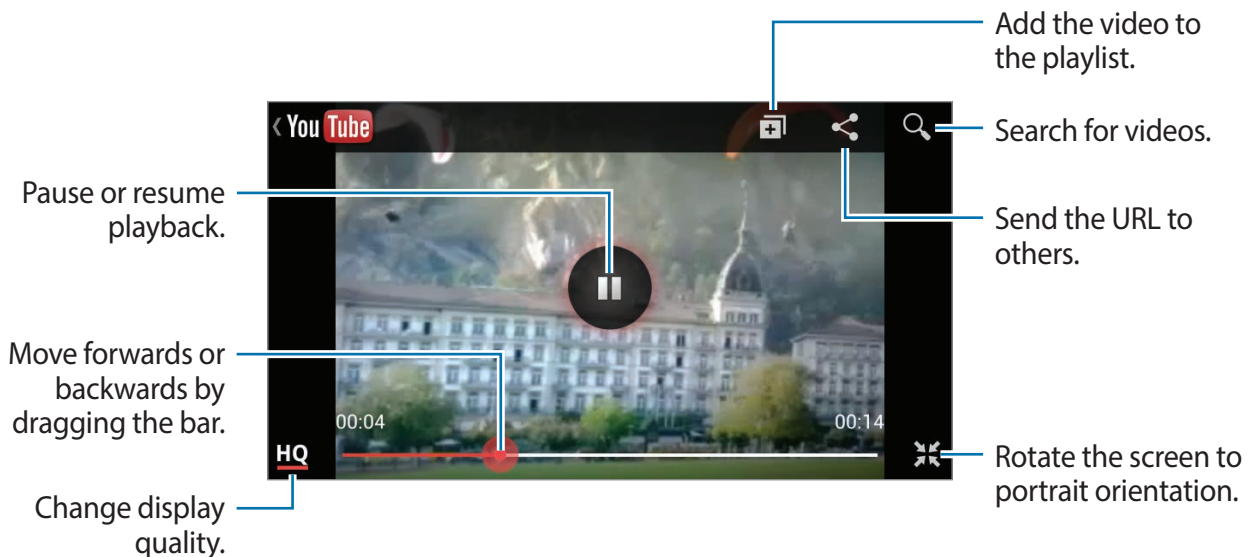 Add the video to
the playlist.
YouTube
Search for videos.
Pause or resume
playback.
Send the URL to
others.
Move forwards or
backwards by
dragging the bar.
00:04
00:14
HQ
Rotate the screen to
portrait orientation.
Change display
quality.